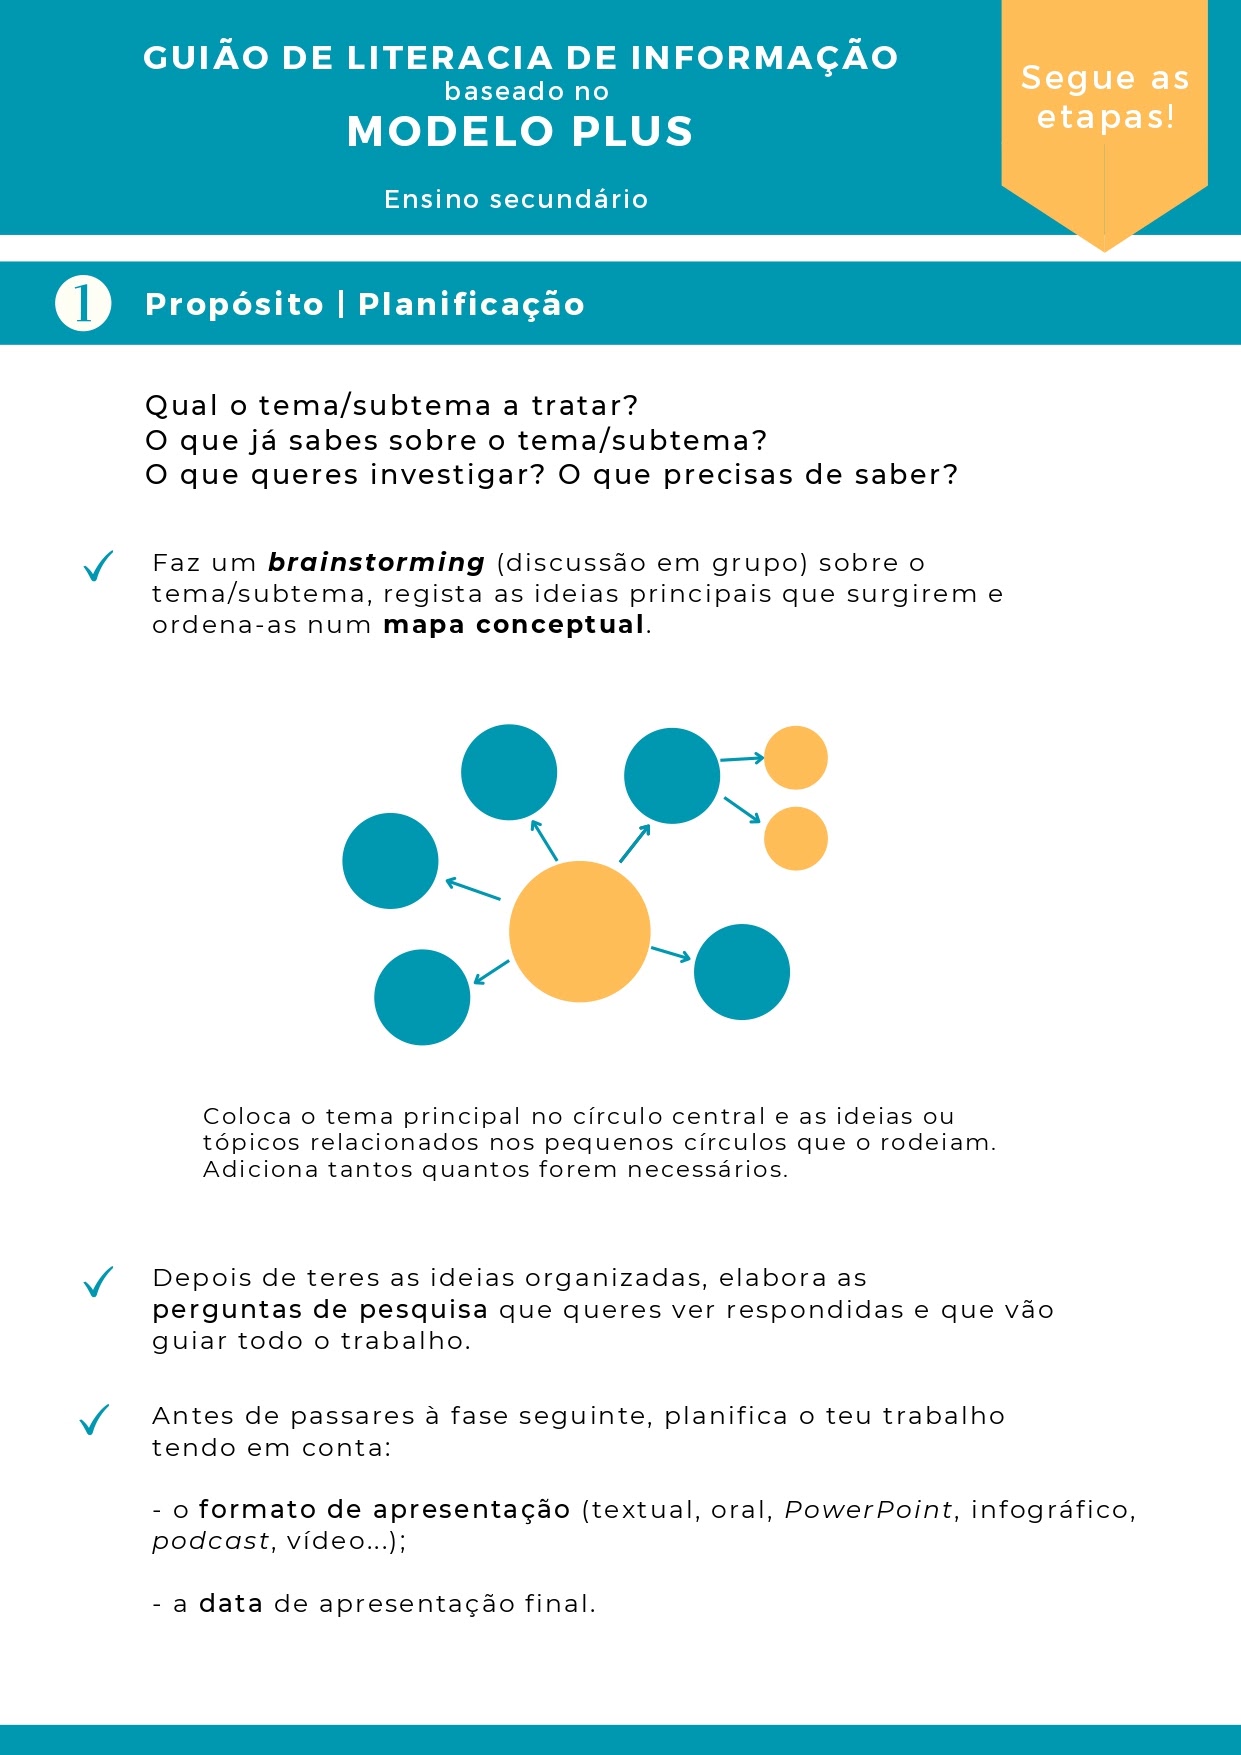 GUIÃO DE LITERACIA DE INFORMAÇÃO
baseado no
MODELO PLUS
Ensino secundário
Segue as
etapas!
1 Propósito | Planificação
Qual o tema/subtema a tratar?
O que já sabes sobre o tema/subtema?
O que queres investigar? O que precisas de saber?
✓ Faz um brainstorming (discussão em grupo) sobre o
tema/subtema, regista as ideias principais que surgirem e
ordena-as num mapa conceptual.
Coloca o tema principal no círculo central e as ideias ou
tópicos relacionados nos pequenos círculos que o rodeiam.
Adiciona tantos quantos forem necessários.
✓ Depois de teres as ideias organizadas, elabora as
perguntas de pesquisa que queres ver respondidas e que vão
guiar todo o trabalho.
✓ Antes de passares à fase seguinte, planifica o teu trabalho
tendo em conta:
- o formato de apresentação (textual, oral, PowerPoint, infográfico,
podcast, vídeo...);
- a data de apresentação final.